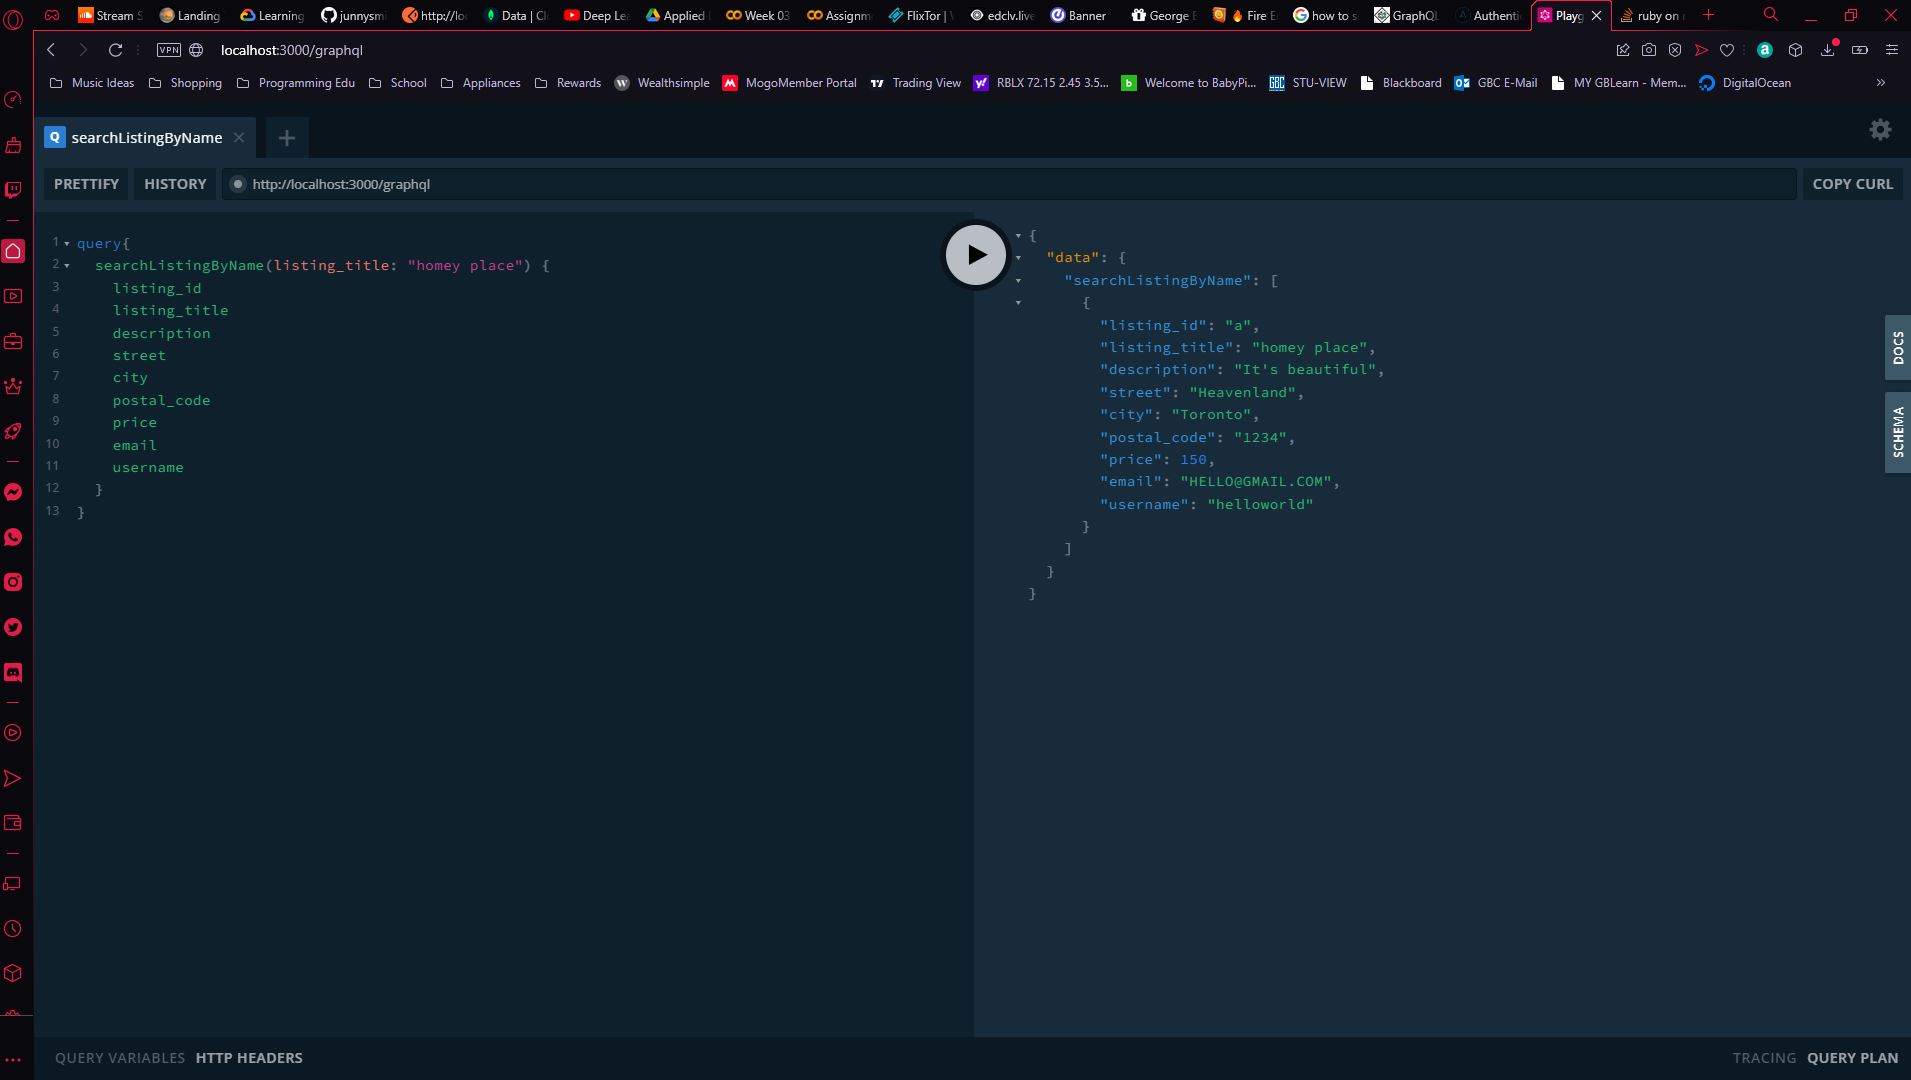 Stream S
Landing
Learning
junnysmi
http://lo
Data | Cl
Deep Le
Applied
Week 03
Assignm
FlixTor |
edclv.live
Banner
George B
Fire E
how to s
GraphQL
Authenti
Playg
ruby on
VPN
localhost:3000/graphql
Music Ideas
Shopping
Programming Edu
School
Appliances
Rewards
Wealthsimple
MogoMember Portal
Trading View
RBLX 72.15 2.45 3.5...
Welcome to BabyPi...
STU-VIEW
Blackboard
GBC E-Mail
MY GBLearn - Mem...
DigitalOcean
Q searchListingByName
PRETTIFY
HISTORY
http://localhost:3000/graphql
COPY CURL
1 query{
2 searchListingByName(listing_title: "homey place") {
3 listing_id
4 listing_title
5 description
6 street
7 city
8 postal_code
9 price
10 email
11 username
12 }
13 }
{
"data": {
"searchListingByName": [
{
"listing_id": "a",
"listing_title": "homey place",
"description": "It's beautiful",
"street": "Heavenland",
"city": "Toronto",
"postal_code": "1234",
"price": 150,
"email": "HELLO@GMAIL.COM",
"username": "helloworld"
}
]
}
}
DOCS
SCHEMA
QUERY VARIABLES HTTP HEADERS
TRACING QUERY PLAN